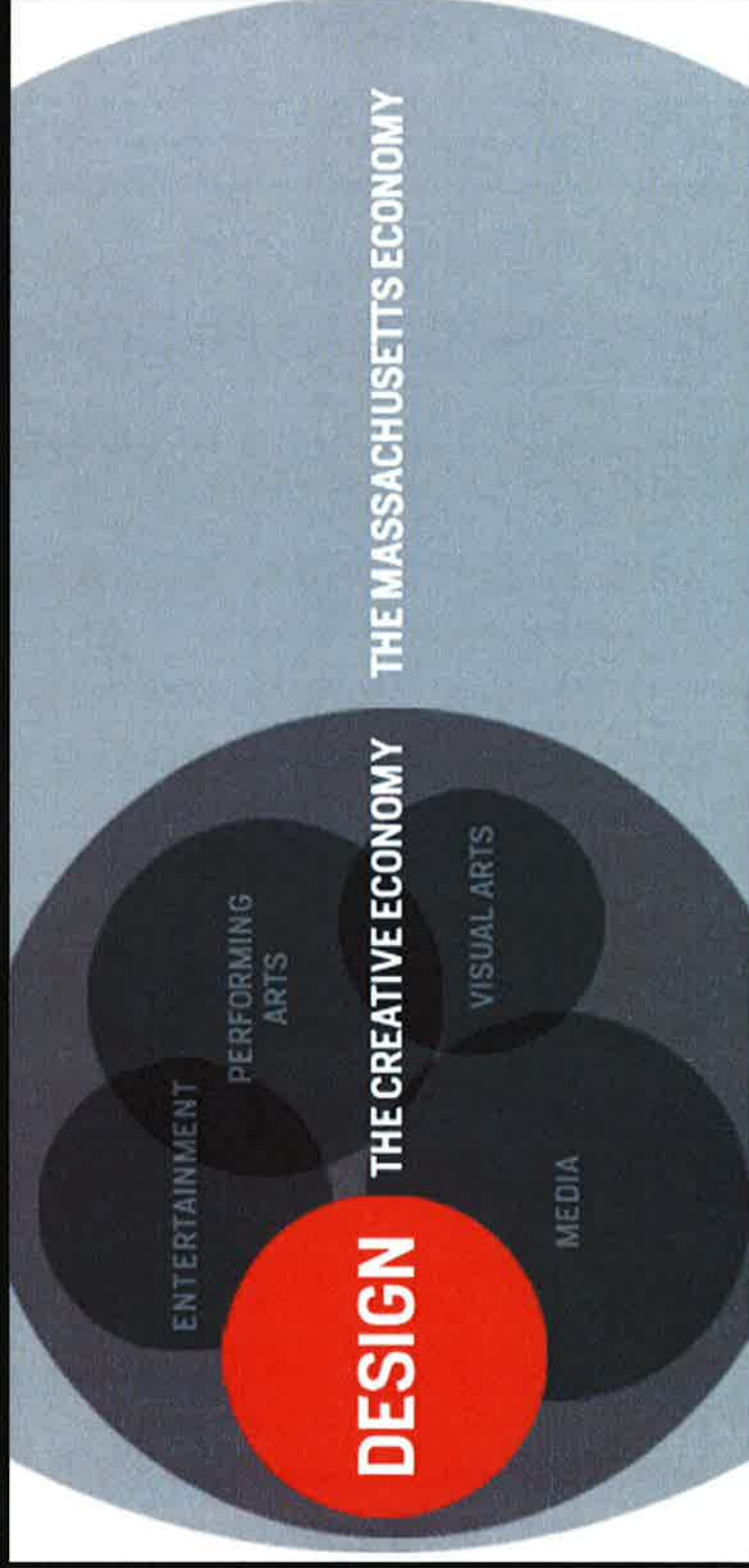 ENTERTAINMENT
PERFORMING
ARTS
DESIGN
THE CREATIVE ECONOMY
THE MASSACHUSETTS ECONOMY
VISUAL ARTS
MEDIA